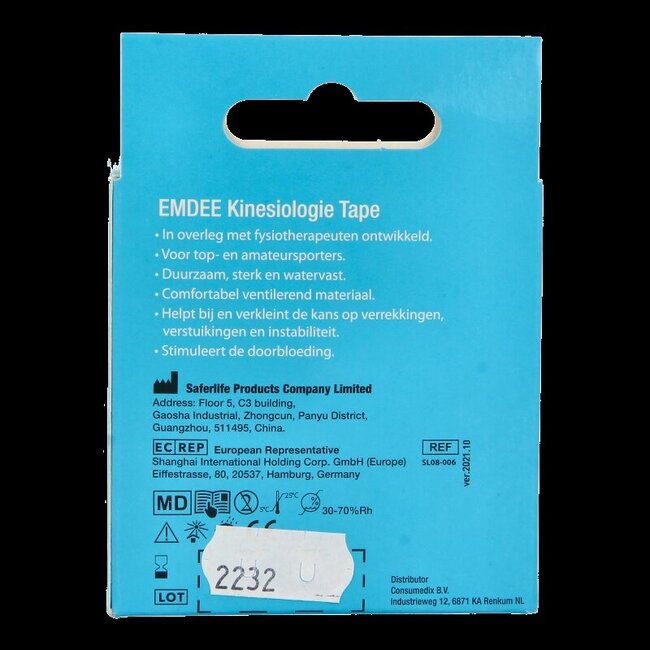 EMDEE Kinesiologie Tape
• In overleg met fysiotherapeuten ontwikkeld.
• Voor top- en amateursporters.
• Duurzaam, sterk en watervast.
• Comfortabel ventilerend materiaal.
• Helpt bij en verkleint de kans op verrekkingen,
verstuikingen en instabiliteit.
• Stimuleert de doorbloeding.
Saferlife Products Company Limited
Address: Floor 5, C3 building,
Gaosha Industrial, Zhongcun, Panyu District,
Guangzhou, 511495, China.
EC REP European Representative
Shanghai International Holding Corp. GmbH (Europe)
Eiffestrasse, 80, 20537, Hamburg, Germany
REF
SL08-006
ver.2021.10
MD 5°C 25°C 30-70%Rh
CE
2232
LOT
Distributor
Consumedix B.V.
Industrieweg 12, 6871 KA Renkum NL